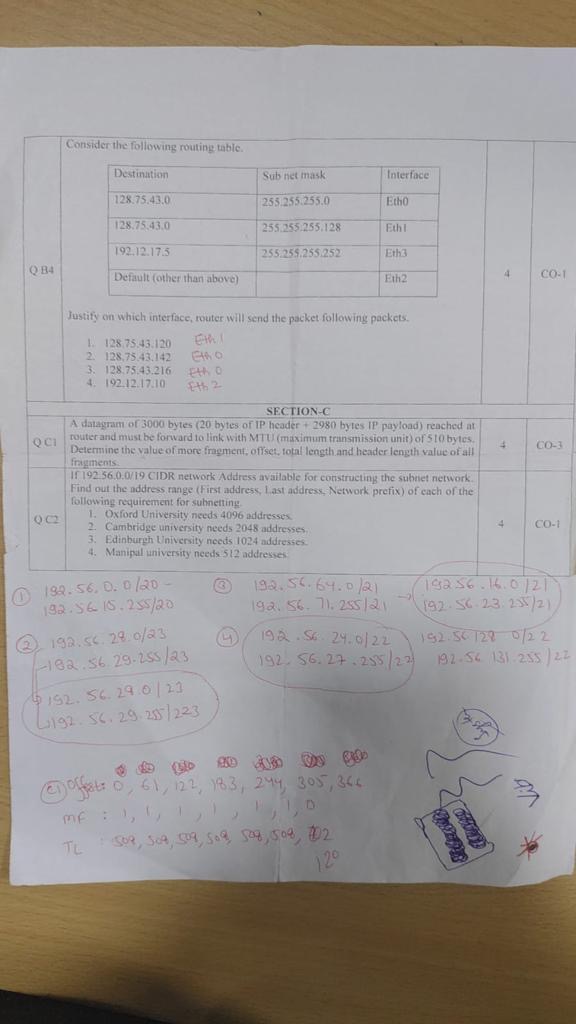 Consider the following routing table.
Destination Sub net mask Interface
128.75.43.0 255.255.255.0 Eth0
128.75.43.0 255.255.255.128 Eth1
192.12.17.5 255.255.255.252 Eth3
Default (other than above) Eth2
Q B4 4 CO-1
Justify on which interface, router will send the packet following packets.
1. 128.75.43.120 Eth 1
2. 128.75.43.142 Eth 0
3. 128.75.43.216 Eth 0
4. 192.12.17.10 Eth 2
SECTION-C
A datagram of 3000 bytes (20 bytes of IP header + 2980 bytes IP payload) reached at
Q C1 router and must be forward to link with MTU (maximum transmission unit) of 510 bytes. 4 CO-3
Determine the value of more fragment, offset, total length and header length value of all
fragments.
If 192.56.0.0/19 CIDR network Address available for constructing the subnet network.
Find out the address range (First address, Last address, Network prefix) of each of the
following requirement for subnetting.
Q C2 4 CO-1
1. Oxford University needs 4096 addresses.
2. Cambridge university needs 2048 addresses.
3. Edinburgh University needs 1024 addresses.
4. Manipal university needs 512 addresses.
① 192.56.0.0/20 -
192.56.15.255/20
③ 192.56.64.0/21
192.56.71.255/21
→ 192.56.16.0/21
192.56.23.255/21
② 192.56.28.0/23
192.56.29.255/23
192.56.29.0/23
192.56.29.255/223
④ 192.56.24.0/22
192.56.27.255/22
192.56.128.0/22
192.56.131.255/22
C1 Offset: 0, 61, 122, 183, 244, 305, 366
MF : 1, 1, 1, 1, 1, 1, 0
TL : 508, 508, 508, 508, 508, 508,
120